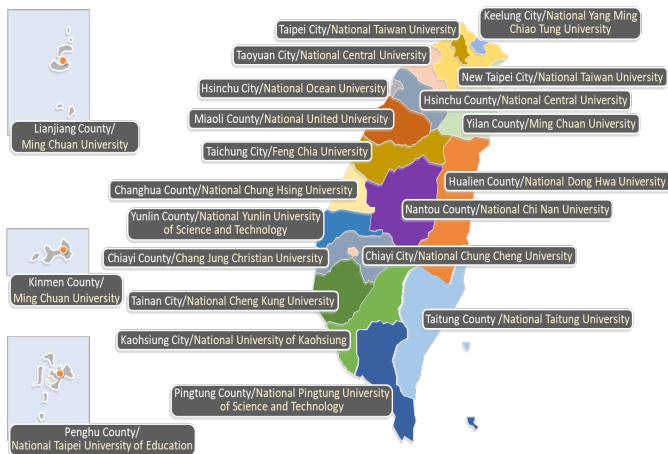 Taipei City/National Taiwan University
Keelung City/National Yang Ming
Chiao Tung University
Taoyuan City/National Central University
New Taipei City/National Taiwan University
Hsinchu City/National Ocean University
Hsinchu County/National Central University
Miaoli County/National United University
Yilan County/Ming Chuan University
Lianjiang County/
Ming Chuan University
Taichung City/Feng Chia University
Hualien County/National Dong Hwa University
Changhua County/National Chung Hsing University
Nantou County/National Chi Nan University
Yunlin County/National Yunlin University
of Science and Technology
Chiayi County/Chang Jung Christian University
Chiayi City/National Chung Cheng University
Kinmen County/
Ming Chuan University
Tainan City/National Cheng Kung University
Taitung County /National Taitung University
Kaohsiung City/National University of Kaohsiung
Pingtung County/National Pingtung University
of Science and Technology
Penghu County/
National Taipei University of Education